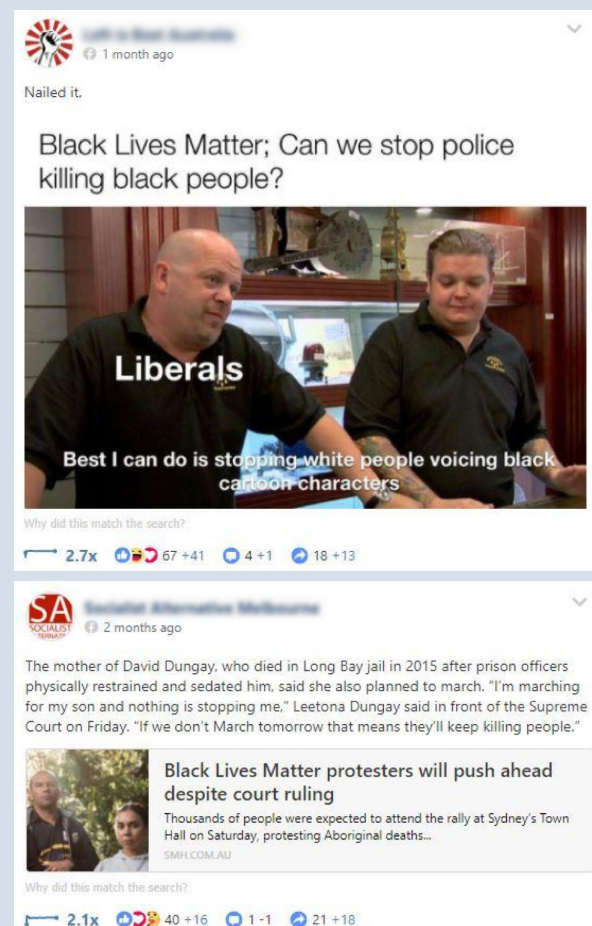 1 month ago
Nailed it.
Black Lives Matter; Can we stop police
killing black people?
Liberals
Best I can do is stopping white people voicing black
cartoon characters
Why did this match the search?
2.7x 67 +41 4 +1 18 +13
SA
SOCIALIST
2 months ago
The mother of David Dungay, who died in Long Bay jail in 2015 after prison officers
physically restrained and sedated him, said she also planned to march. "I'm marching
for my son and nothing is stopping me," Leetona Dungay said in front of the Supreme
Court on Friday. "If we don't March tomorrow that means they'll keep killing people."
Black Lives Matter protesters will push ahead
despite court ruling
Thousands of people were expected to attend the rally at Sydney's Town
Hall on Saturday, protesting Aboriginal deaths...
SMH.COM.AU
Why did this match the search?
2.1x 40 +16 1 -1 21 +18